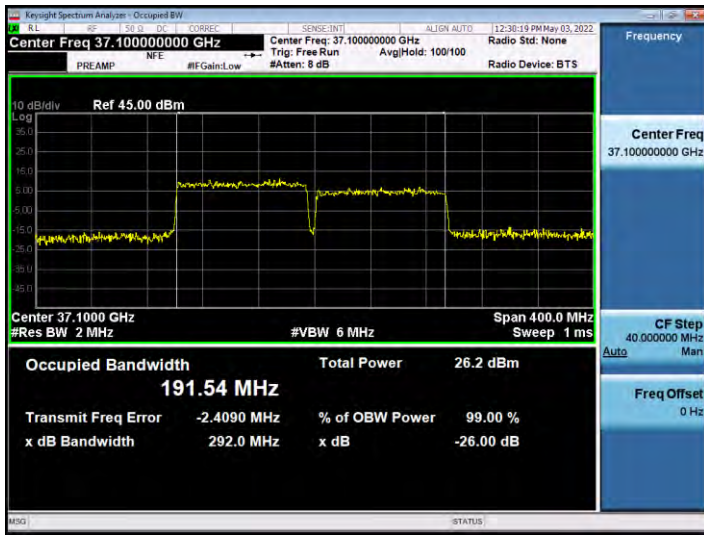 Keysight Spectrum Analyzer - Occupied BW
RL RF 50 Ω DC CORREC SENSE:INT ALIGN AUTO 12:30:19 PM May 03, 2022
Center Freq 37.100000000 GHz Center Freq: 37.100000000 GHz Radio Std: None
NFE Trig: Free Run Avg|Hold: 100/100
PREAMP #IFGain:Low #Atten: 8 dB Radio Device: BTS
10 dB/div Ref 45.00 dBm
Log
35.0
25.0
15.0
5.00
-5.00
-15.0
-25.0
-35.0
-45.0
Center 37.1000 GHz Span 400.0 MHz
#Res BW 2 MHz #VBW 6 MHz Sweep 1 ms
Occupied Bandwidth Total Power 26.2 dBm
191.54 MHz
Transmit Freq Error -2.4090 MHz % of OBW Power 99.00 %
x dB Bandwidth 292.0 MHz x dB -26.00 dB
MSG STATUS
Frequency
Center Freq
37.100000000 GHz
CF Step
40.000000 MHz
Auto Man
Freq Offset
0 Hz